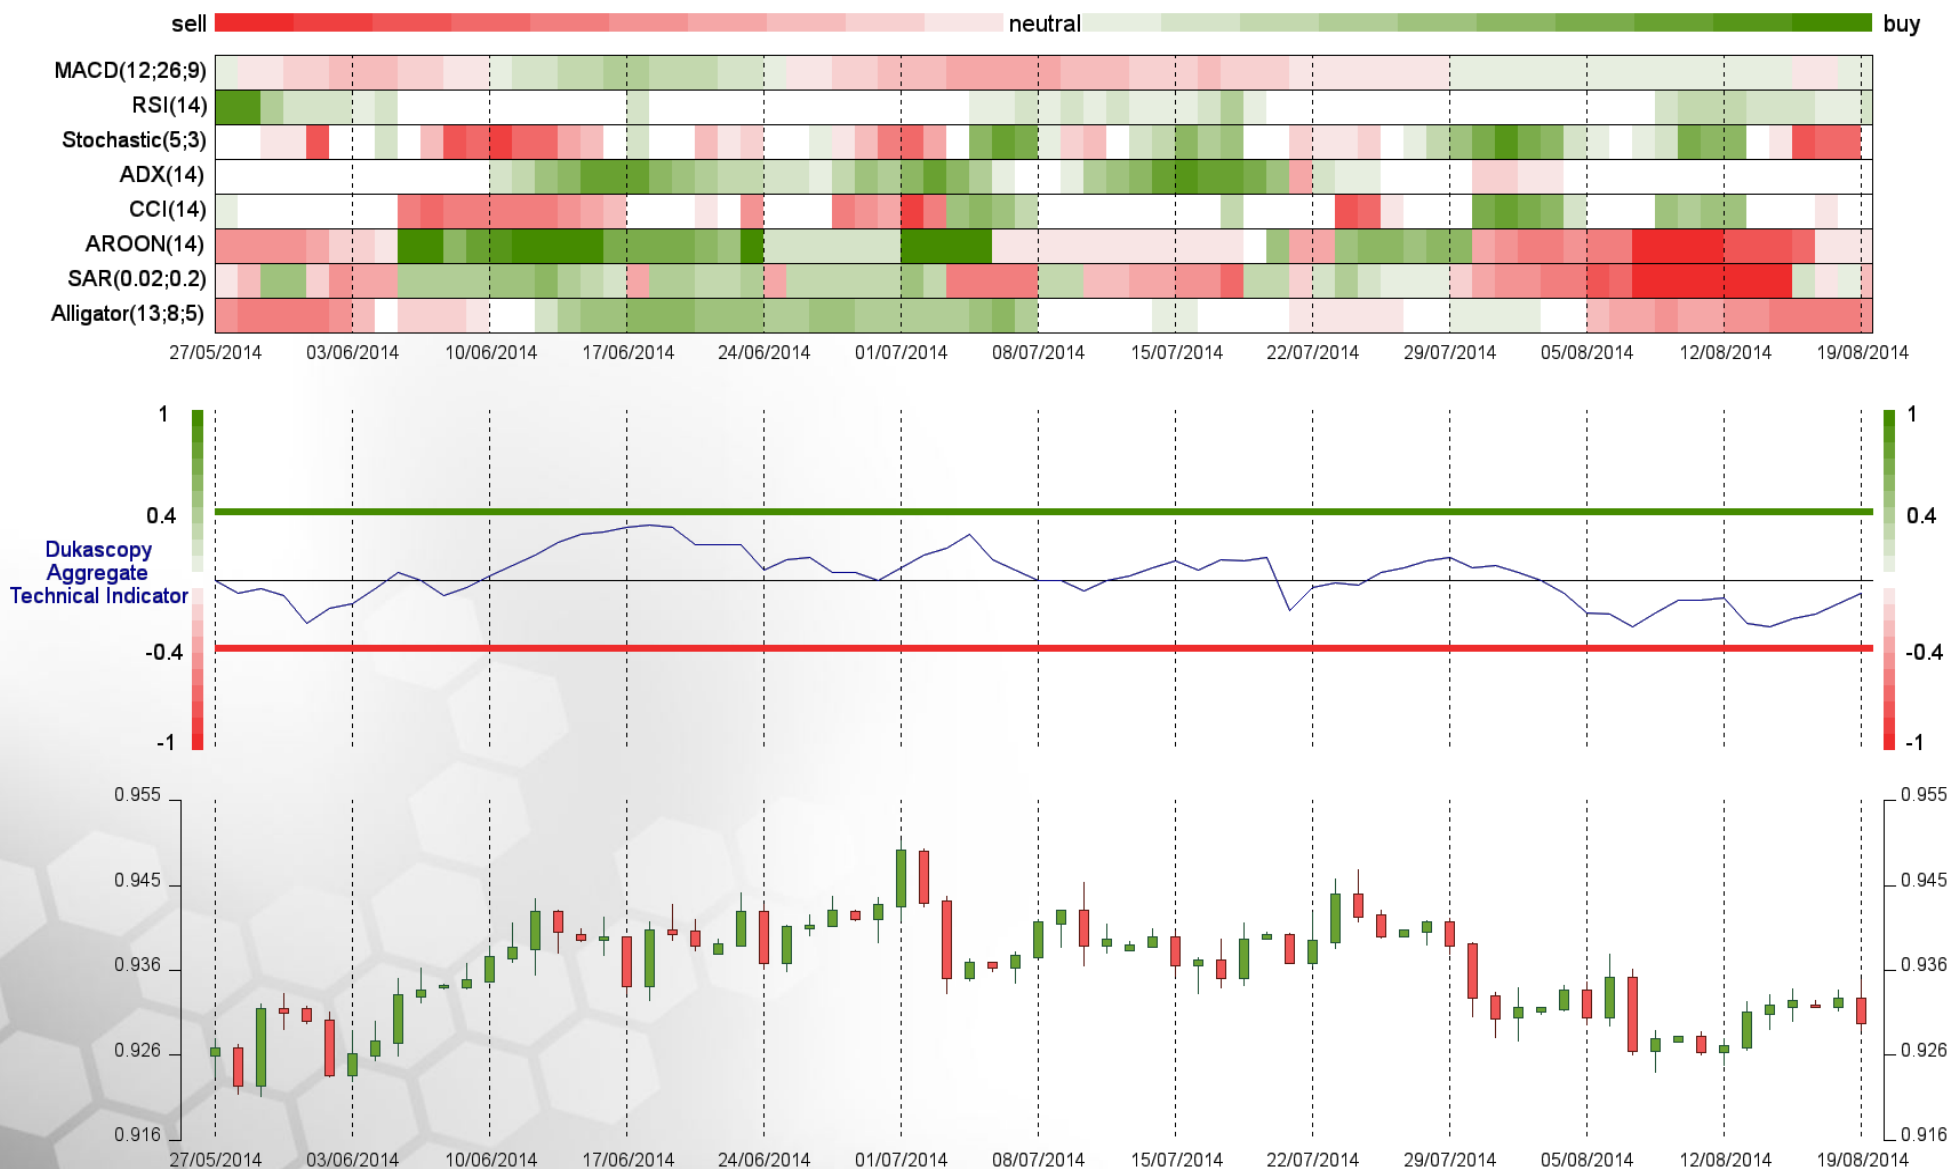 sell neutral buy
MACD(12;26;9)
RSI(14)
Stochastic(5;3)
ADX(14)
CCI(14)
AROON(14)
SAR(0.02;0.2)
Alligator(13;8;5)
27/05/2014 03/06/2014 10/06/2014 17/06/2014 24/06/2014 01/07/2014 08/07/2014 15/07/2014 22/07/2014 29/07/2014 05/08/2014 12/08/2014 19/08/2014
1 1
0.4 0.4
Dukascopy
Aggregate
Technical Indicator
-0.4 -0.4
-1 -1
0.955 0.955
0.945 0.945
0.936 0.936
0.926 0.926
0.916 0.916
27/05/2014 03/06/2014 10/06/2014 17/06/2014 24/06/2014 01/07/2014 08/07/2014 15/07/2014 22/07/2014 29/07/2014 05/08/2014 12/08/2014 19/08/2014